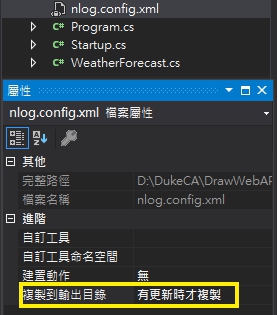 nlog.config.xml
C# Program.cs
C# Startup.cs
C# WeatherForecast.cs
屬性
nlog.config.xml 檔案屬性
其他
完整路徑 D:\DukeCA\DrawWebAP
檔案名稱 nlog.config.xml
進階
自訂工具
自訂工具命名空間
建置動作 無
複製到輸出目錄 有更新時才複製